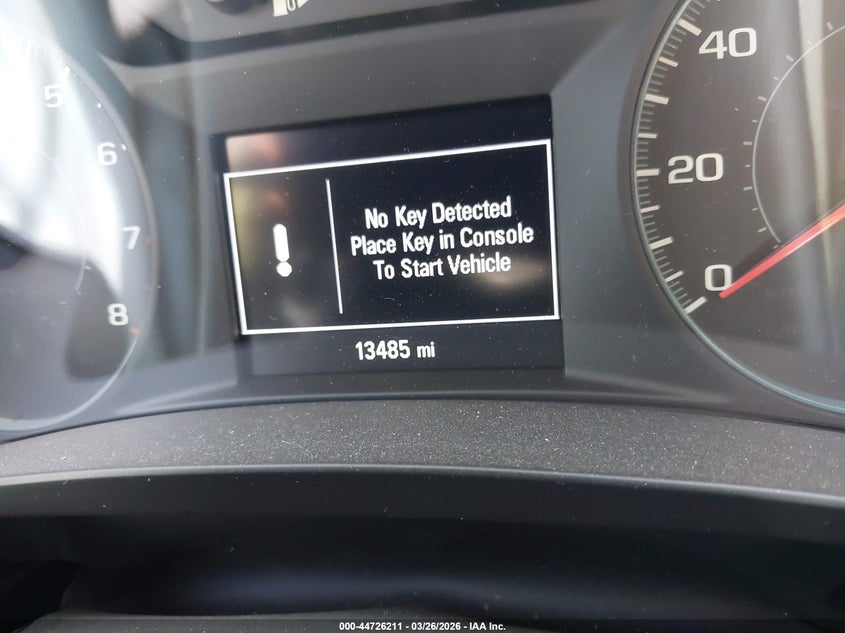 40
5
6
20
7
0
8
No Key Detected
Place Key in Console
To Start Vehicle
13485 mi
000-44726211 - 03/26/2026 - IAA Inc.